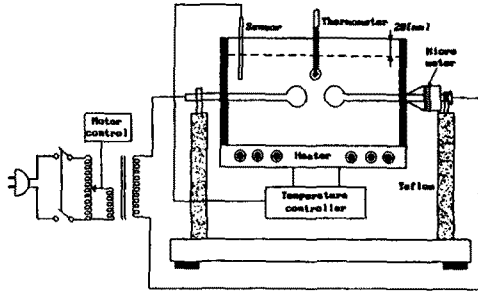 Sensor
Thermometer
20[mm]
Micro
meter
Motor
control
Heater
Teflon
Temperature
controller